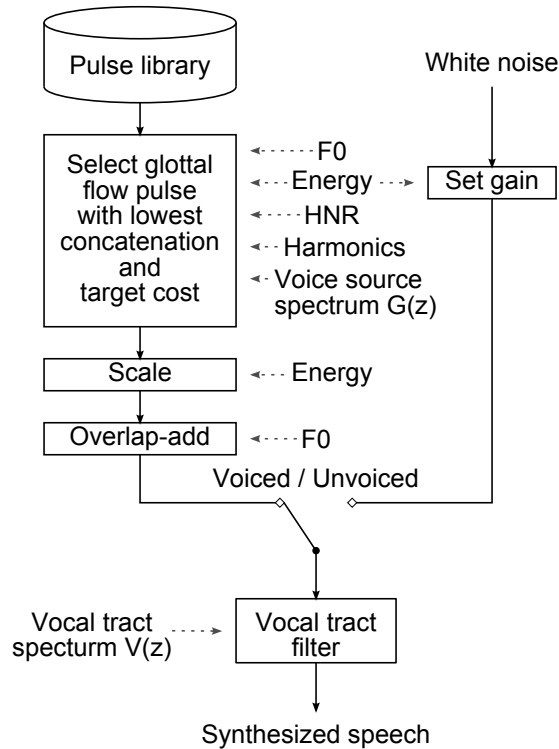 Pulse library
White noise
Select glottal
flow pulse
with lowest
concatenation
and
target cost
F0
Energy
HNR
Harmonics
Voice source
spectrum G(z)
Set gain
Scale
Energy
Overlap-add
F0
Voiced / Unvoiced
Vocal tract
specturm V(z)
Vocal tract
filter
Synthesized speech